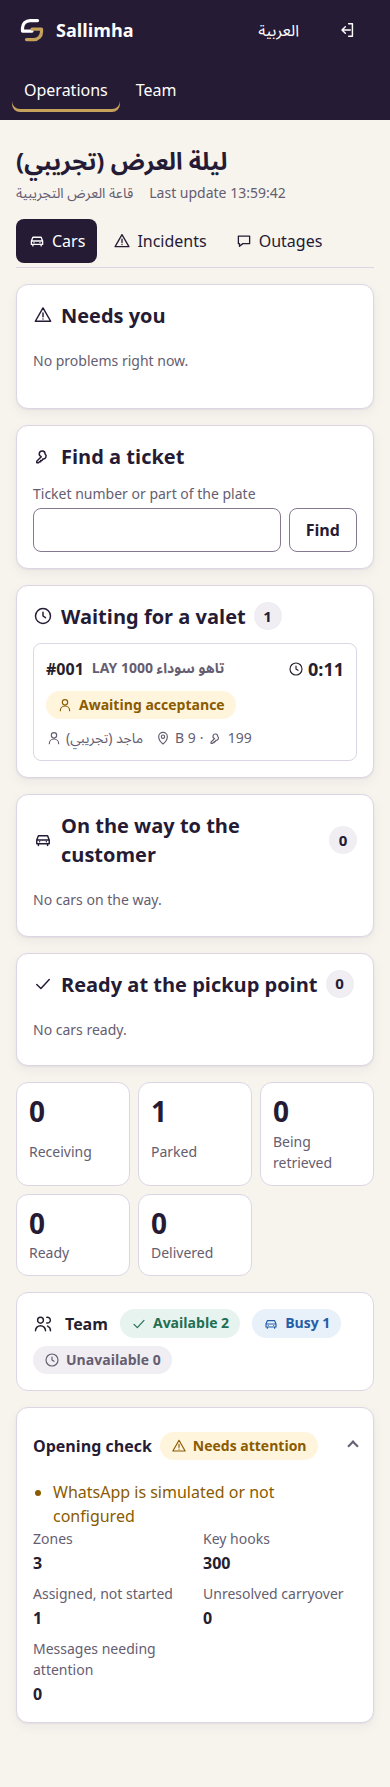 Sallimha
العربية
Operations Team
ليلة العرض (تجريبي)
قاعة العرض التجريبية Last update 13:59:42
Cars Incidents Outages
Needs you
No problems right now.
Find a ticket
Ticket number or part of the plate
Find
Waiting for a valet 1
#001 LAY 1000 تاهو سوداء 0:11
Awaiting acceptance
ماجد (تجريبي) B 9 · 199
On the way to the
customer
0
No cars on the way.
Ready at the pickup point 0
No cars ready.
0
Receiving
1
Parked
0
Being
retrieved
0
Ready
0
Delivered
Team Available 2 Busy 1
Unavailable 0
Opening check Needs attention
• WhatsApp is simulated or not
configured
Zones
3
Key hooks
300
Assigned, not started
1
Unresolved carryover
0
Messages needing
attention
0